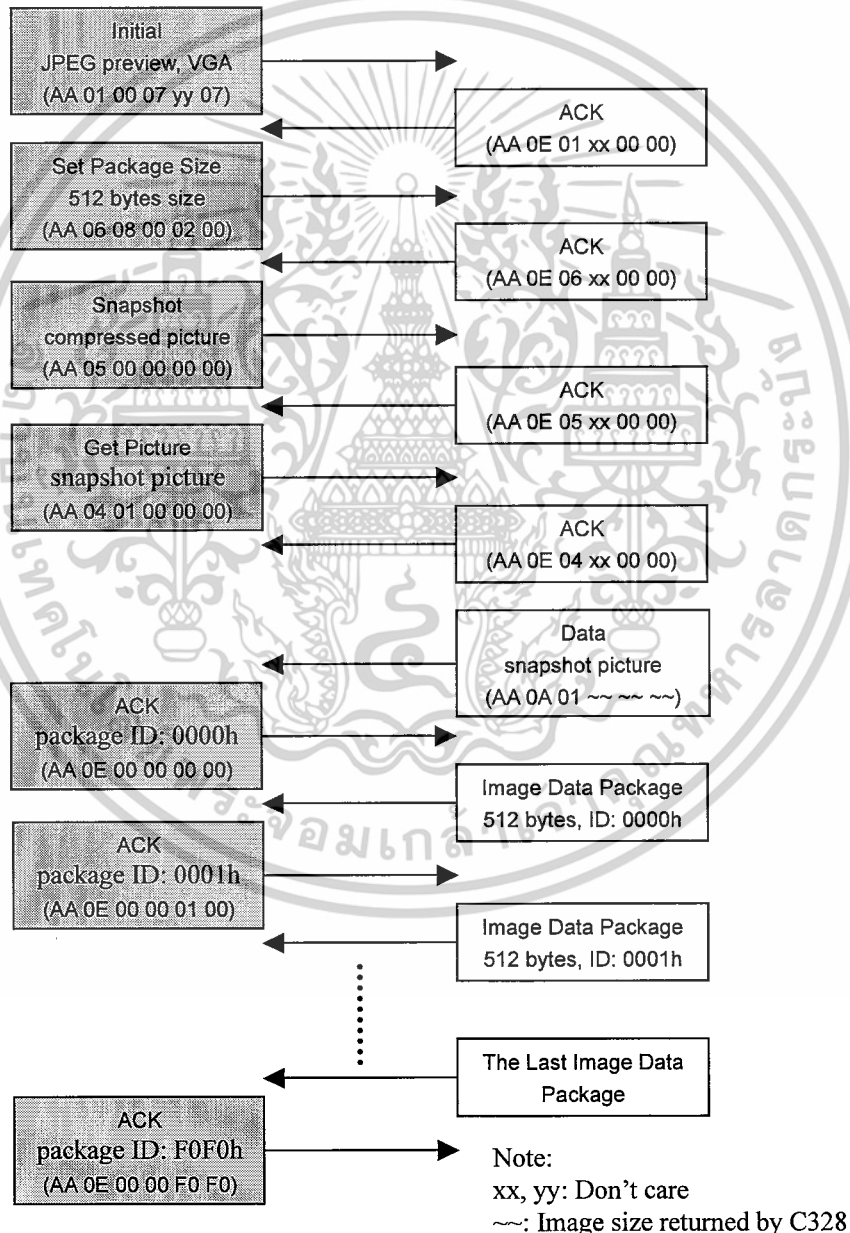 Initial
JPEG preview, VGA
(AA 01 00 07 yy 07)
ACK
(AA 0E 01 xx 00 00)
Set Package Size
512 bytes size
(AA 06 08 00 02 00)
ACK
(AA 0E 06 xx 00 00)
Snapshot
compressed picture
(AA 05 00 00 00 00)
ACK
(AA 0E 05 xx 00 00)
Get Picture
snapshot picture
(AA 04 01 00 00 00)
ACK
(AA 0E 04 xx 00 00)
Data
snapshot picture
(AA 0A 01 ~~ ~~ ~~)
ACK
package ID: 0000h
(AA 0E 00 00 00 00)
Image Data Package
512 bytes, ID: 0000h
ACK
package ID: 0001h
(AA 0E 00 00 01 00)
Image Data Package
512 bytes, ID: 0001h
The Last Image Data
Package
ACK
package ID: F0F0h
(AA 0E 00 00 F0 F0)
Note:
xx, yy: Don't care
~~: Image size returned by C328